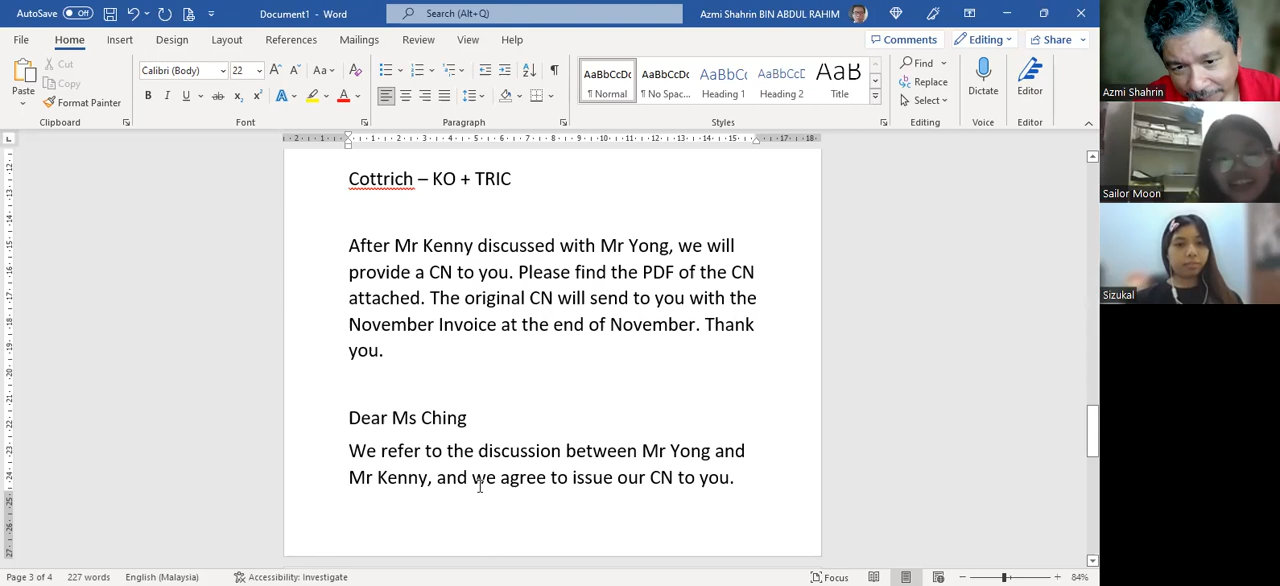 AutoSave Off Document1 - Word Search (Alt+Q) Azmi Shahrin BIN ABDUL RAHIM
File Home Insert Design Layout References Mailings Review View Help Comments Editing Share
Paste Cut Copy Format Painter
Calibri (Body) 22
AaBbCcDc AaBbCcDc AaBbCc AaBbCcD AaB
¶ Normal ¶ No Spac... Heading 1 Heading 2 Title
Find Replace Select Dictate Editor
Clipboard Font Paragraph Styles Editing Voice Editor
Cottrich – KO + TRIC
After Mr Kenny discussed with Mr Yong, we will
provide a CN to you. Please find the PDF of the CN
attached. The original CN will send to you with the
November Invoice at the end of November. Thank
you.
Dear Ms Ching
We refer to the discussion between Mr Yong and
Mr Kenny, and we agree to issue our CN to you.
Page 3 of 4 227 words English (Malaysia) Accessibility: Investigate Focus 84%
Azmi Shahrin
Sailor Moon
Sizukal